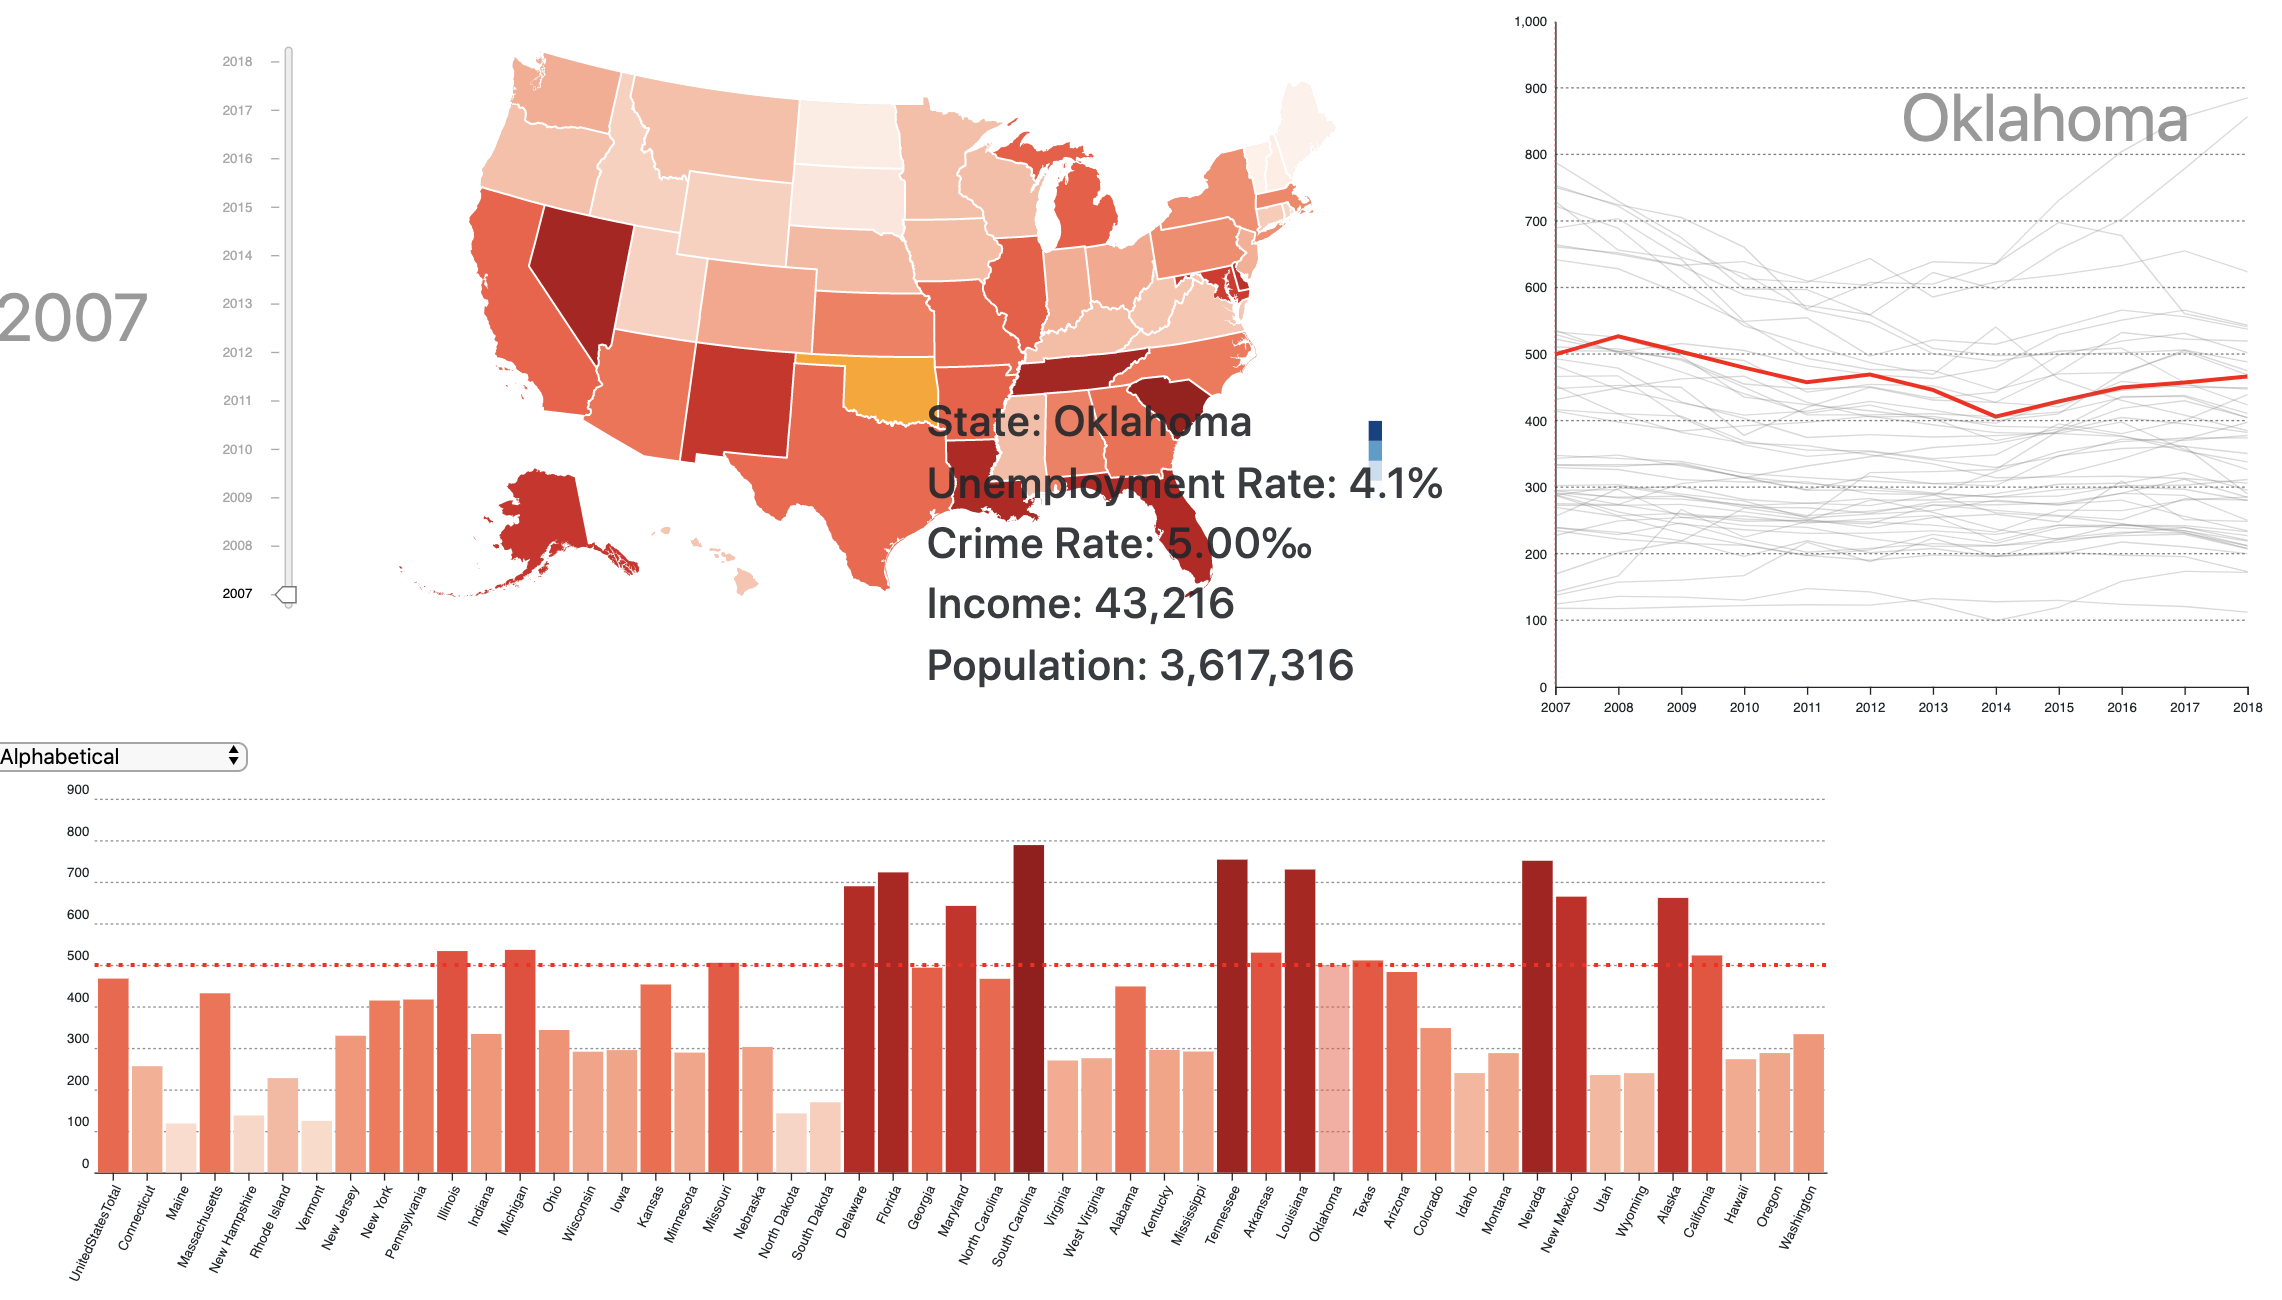 2007
2018
2017
2016
2015
2014
2013
2012
2011
2010
2009
2008
2007
State: Oklahoma
Unemployment Rate: 4.1%
Crime Rate: 5.00‰
Income: 43,216
Population: 3,617,316
Oklahoma
1,000
900
800
700
600
500
400
300
200
100
0
2007 2008 2009 2010 2011 2012 2013 2014 2015 2016 2017 2018
Alphabetical
900
800
700
600
500
400
300
200
100
0
UnitedStatesTotal
Connecticut
Maine
Massachusetts
New Hampshire
Rhode Island
Vermont
New Jersey
New York
Pennsylvania
Illinois
Indiana
Michigan
Ohio
Wisconsin
Iowa
Kansas
Minnesota
Missouri
Nebraska
North Dakota
South Dakota
Delaware
Florida
Georgia
Maryland
North Carolina
South Carolina
Virginia
West Virginia
Alabama
Kentucky
Mississippi
Tennessee
Arkansas
Louisiana
Oklahoma
Texas
Arizona
Colorado
Idaho
Montana
Nevada
New Mexico
Utah
Wyoming
Alaska
California
Hawaii
Oregon
Washington